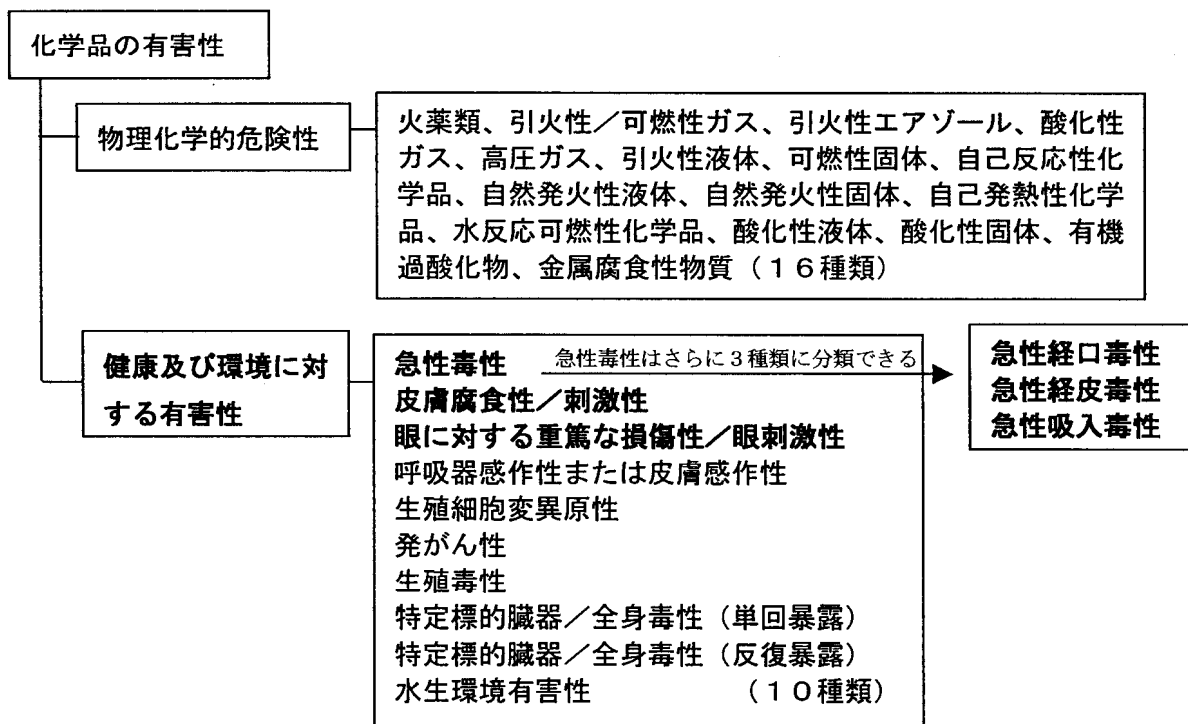 化学品の有害性
物理化学的危険性
火薬類、引火性／可燃性ガス、引火性エアゾール、酸化性
ガス、高圧ガス、引火性液体、可燃性固体、自己反応性化
学品、自然発火性液体、自然発火性固体、自己発熱性化学
品、水反応可燃性化学品、酸化性液体、酸化性固体、有機
過酸化物、金属腐食性物質（１６種類）
健康及び環境に対
する有害性
急性毒性
急性毒性はさらに３種類に分類できる
皮膚腐食性／刺激性
眼に対する重篤な損傷性／眼刺激性
呼吸器感作性または皮膚感作性
生殖細胞変異原性
発がん性
生殖毒性
特定標的臓器／全身毒性（単回暴露）
特定標的臓器／全身毒性（反復暴露）
水生環境有害性 （１０種類）
急性経口毒性
急性経皮毒性
急性吸入毒性